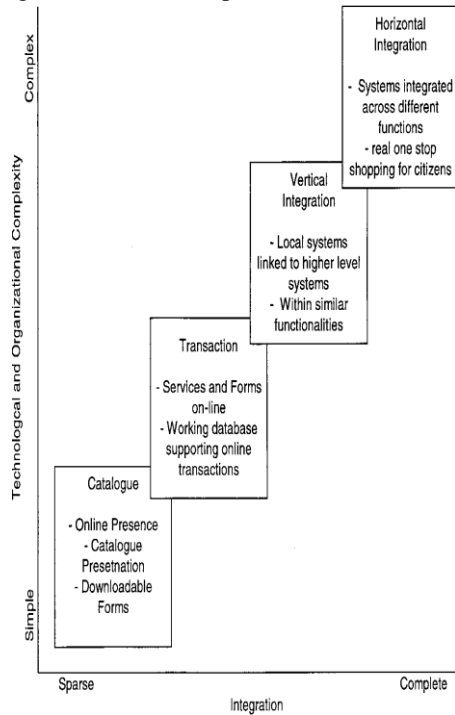 Complex
Technologcal and Organizational Complexity
Simple
Horizontal
Integration
- Systems integrated
across different
functions
- real one stop
shopping for citizens
Vertical
Integration
- Local systems
linked to higher level
systems
- Within similar
functionalities
Transaction
- Services and Forms
on-line
- Working database
supporting online
transactions
Catalogue
- Online Presence
- Catalogue
Presetnation
- Downloadable
Forms
Sparse
Complete
Integration